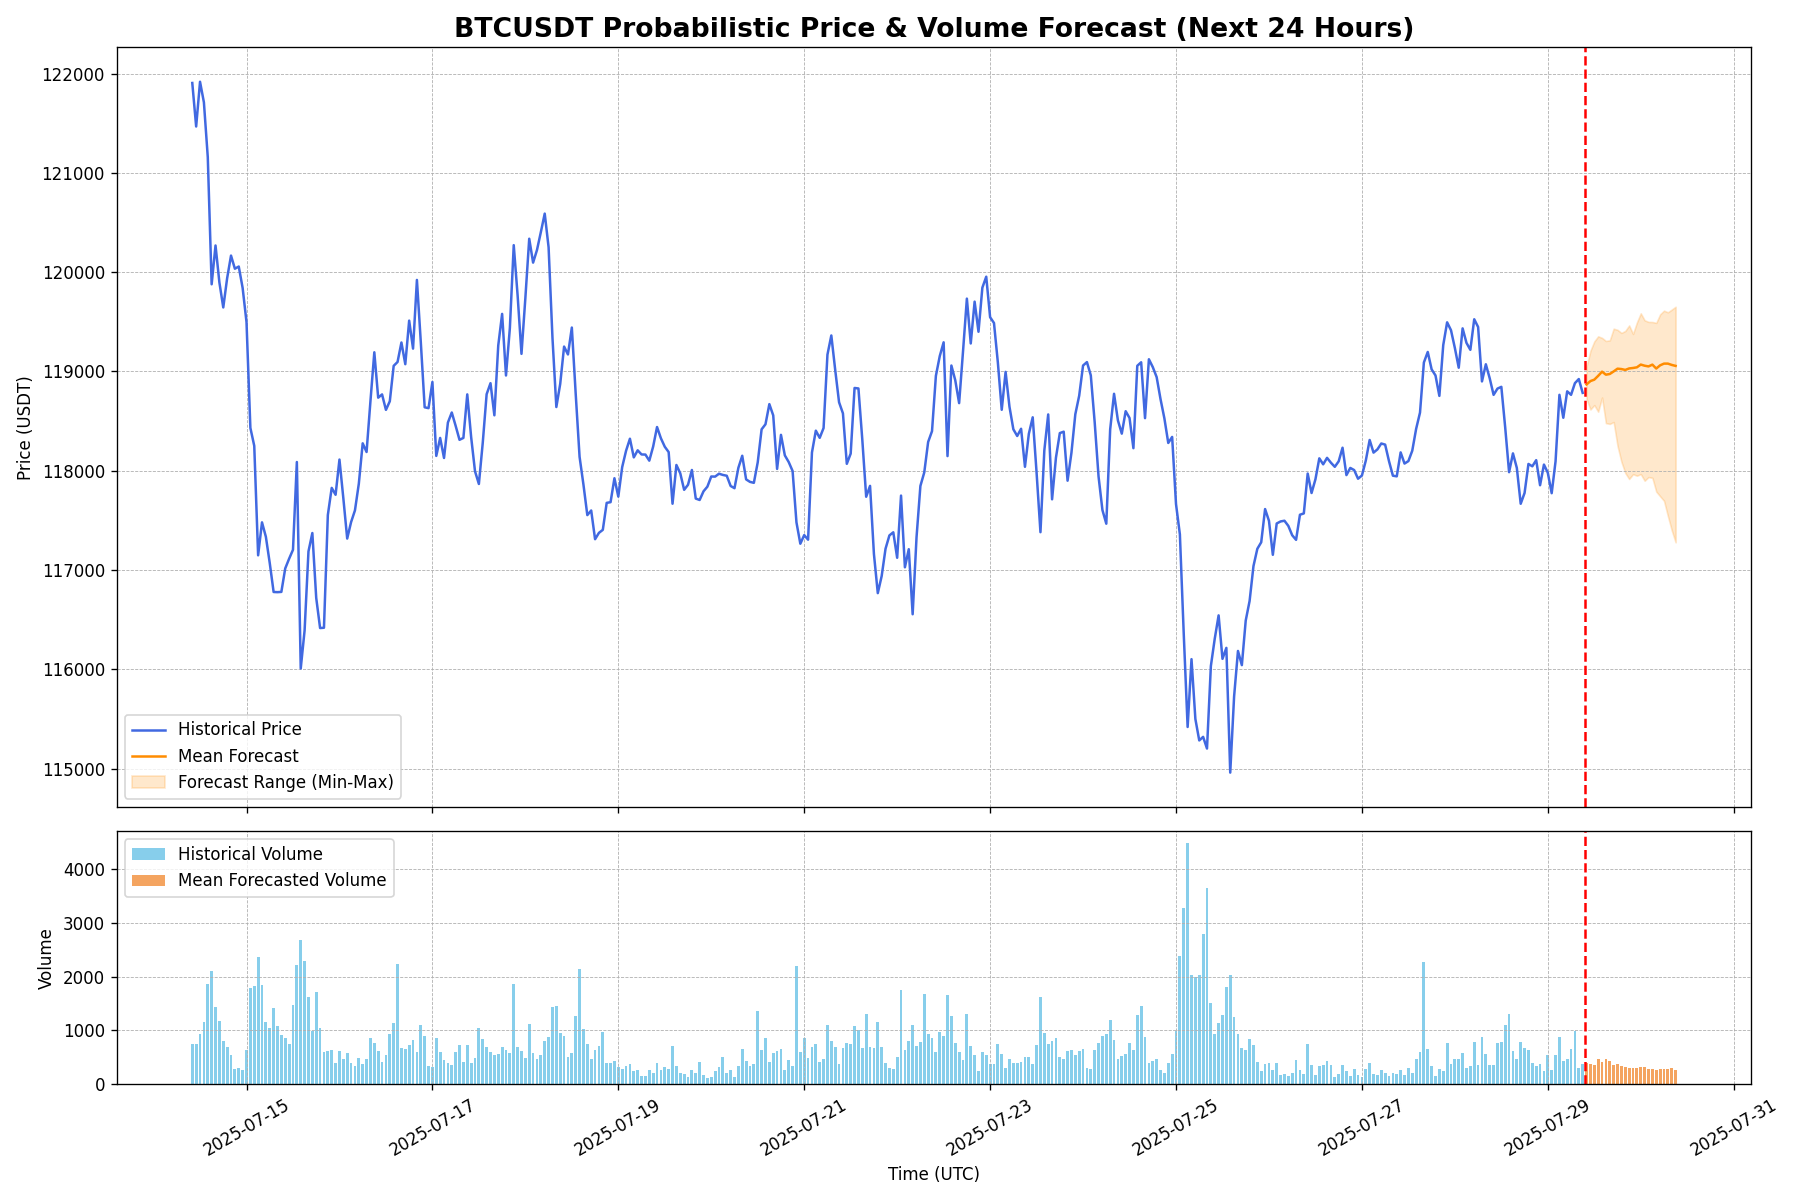 BTCUSDT Probabilistic Price & Volume Forecast (Next 24 Hours)
Price (USDT)
122000
121000
120000
119000
118000
117000
116000
115000
Historical Price
Mean Forecast
Forecast Range (Min-Max)
Volume
4000
3000
2000
1000
0
Historical Volume
Mean Forecasted Volume
2025-07-15
2025-07-17
2025-07-19
2025-07-21
2025-07-23
2025-07-25
2025-07-27
2025-07-29
2025-07-31
Time (UTC)